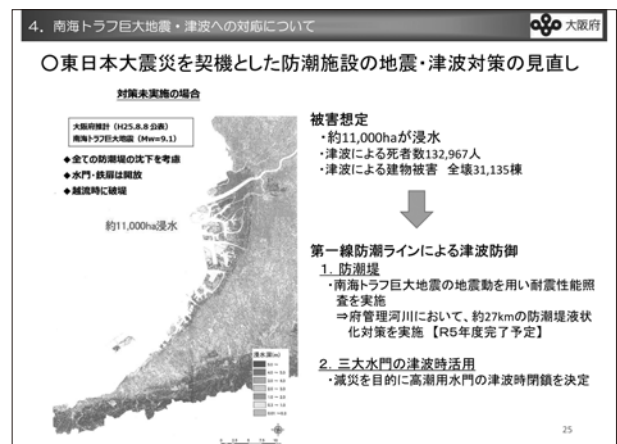 4．南海トラフ巨大地震・津波への対応について
大阪府
〇東日本大震災を契機とした防潮施設の地震・津波対策の見直し
対策未実施の場合
大阪府推計（H25.8.8公表）
南海トラフ巨大地震（Mw=9.1）
◆全ての防潮堤の沈下を考慮
◆水門・鉄扉は開放
◆越流時に破堤
約11,000ha浸水
浸水深(m)
被害想定
・約11,000haが浸水
・津波による死者数132,967人
・津波による建物被害　全壊31,135棟
第一線防潮ラインによる津波防御
１．防潮堤
・南海トラフ巨大地震の地震動を用い耐震性能照
査を実施
⇒府管理河川において、約27kmの防潮堤液状
化対策を実施 【R5年度完了予定】
２．三大水門の津波時活用
・減災を目的に高潮用水門の津波時閉鎖を決定
25